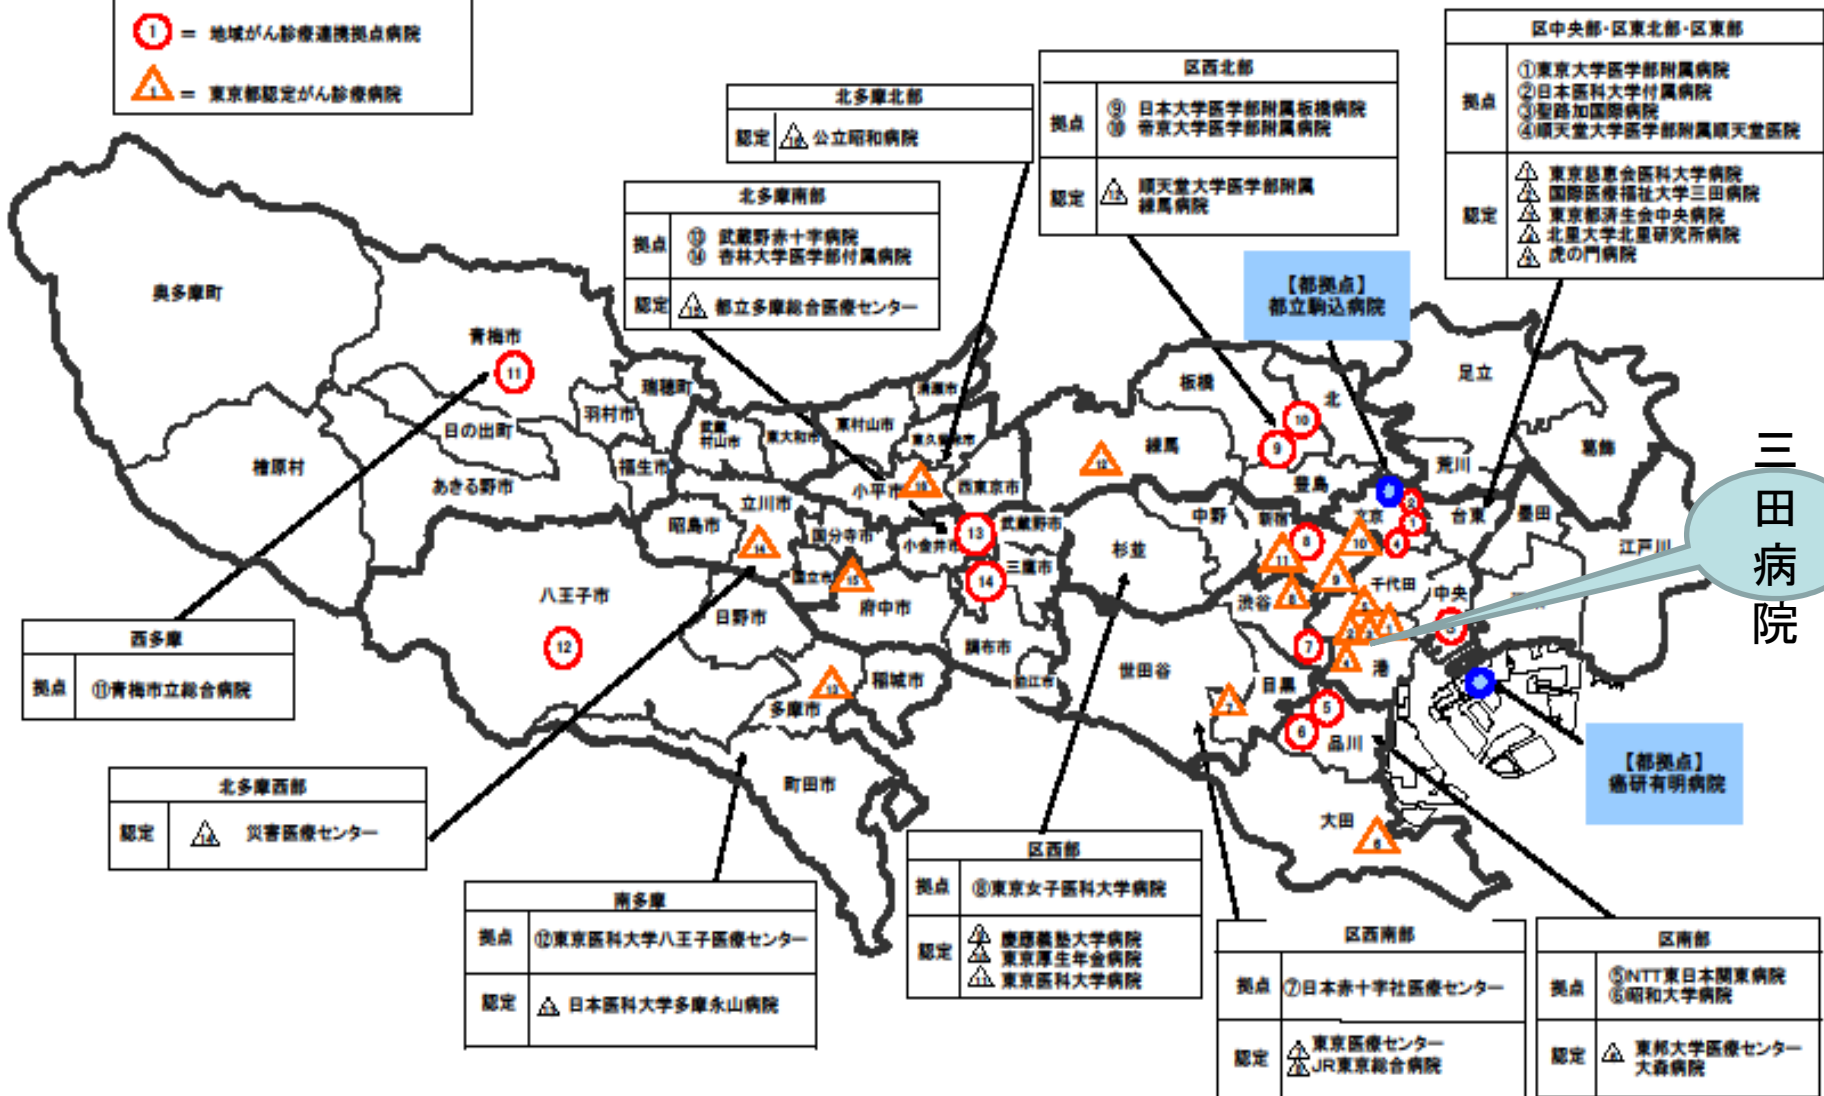 ① = 地域がん診療連携拠点病院
= 東京都認定がん診療病院
北多摩北部
認定
公立昭和病院
区西北部
拠点
⑨ 日本大学医学部附属板橋病院
⑩ 帝京大学医学部附属病院
認定
順天堂大学医学部附属
練馬病院
区中央部・区東北部・区東部
拠点
①東京大学医学部附属病院
②日本医科大学付属病院
③聖路加国際病院
④順天堂大学医学部附属順天堂医院
認定
東京慈恵会医科大学病院
国際医療福祉大学三田病院
東京都済生会中央病院
北里大学北里研究所病院
虎の門病院
北多摩南部
拠点
⑬ 武蔵野赤十字病院
⑭ 杏林大学医学部付属病院
認定
都立多摩総合医療センター
【都拠点】
都立駒込病院
奥多摩町
青梅市
11
瑞穂町
羽村市
日の出町
檜原村
あきる野市
福生市
武蔵
村山市
東大和市
東村山市
清瀬市
東久留米市
小平市
西東京市
立川市
昭島市
国分寺市
小金井市
13
武蔵野市
国立市
14
三鷹市
府中市
八王子市
12
日野市
調布市
狛江市
稲城市
多摩市
町田市
板橋
北
足立
練馬
10
9
荒川
葛飾
豊島
中野
新宿
8
文京
1
4
台東
墨田
江戸川
杉並
11
10
9
渋谷
千代田
中央
世田谷
7
目黒
港
5
6
品川
大田
三田病院
西多摩
拠点
⑪青梅市立総合病院
北多摩西部
認定
災害医療センター
南多摩
拠点
⑫東京医科大学八王子医療センター
認定
日本医科大学多摩永山病院
区西部
拠点
⑧東京女子医科大学病院
認定
慶應義塾大学病院
東京厚生年金病院
東京医科大学病院
区西南部
拠点
⑦日本赤十字社医療センター
認定
東京医療センター
JR東京総合病院
区南部
拠点
⑤NTT東日本関東病院
⑥昭和大学病院
認定
東邦大学医療センター
大森病院
【都拠点】
癌研有明病院